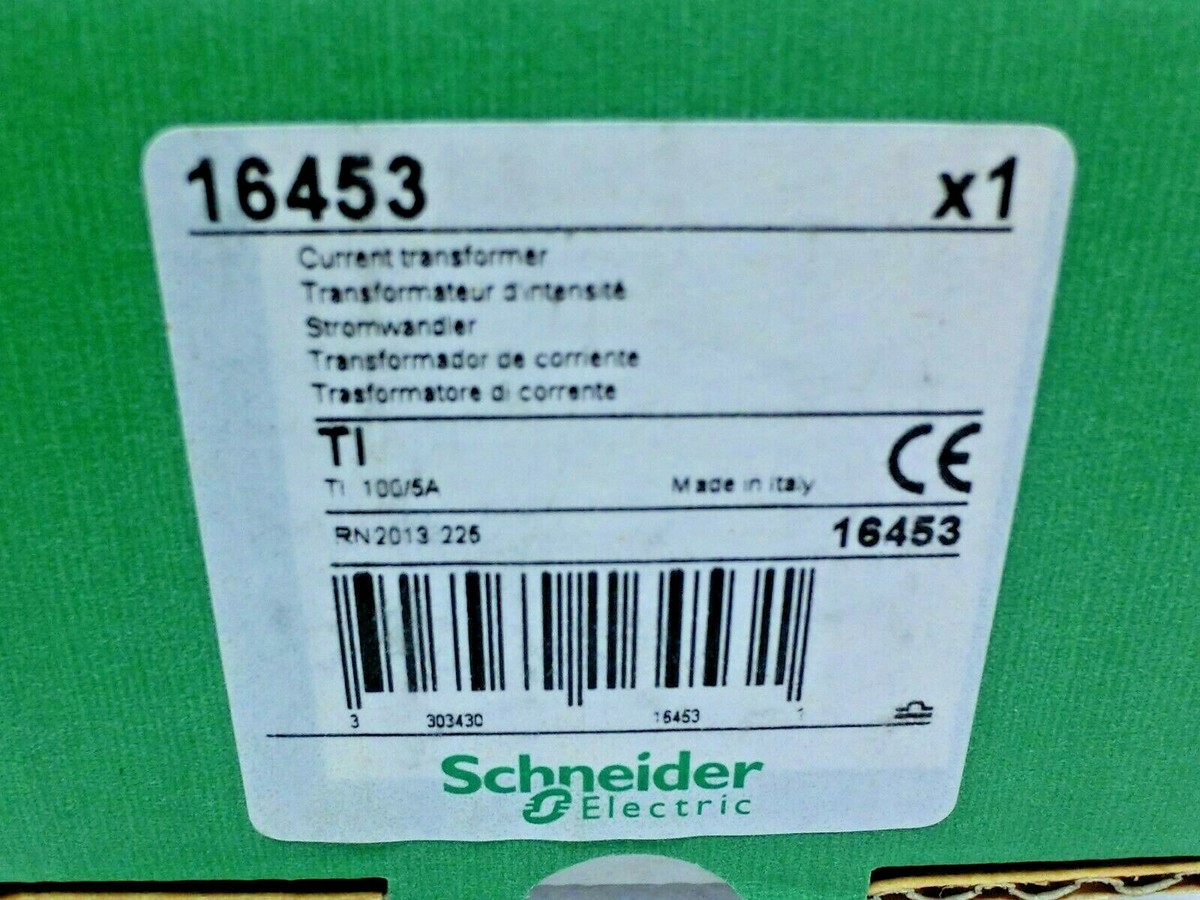 16453 x1
Current transformer
Transformateur d'intensité
Stromwandler
Transformador de corriente
Trasformatore di corrente
TI
CE
TI 100/5A Made in Italy
RN2013 225 16453
3 303430 16453 1
Schneider
Electric